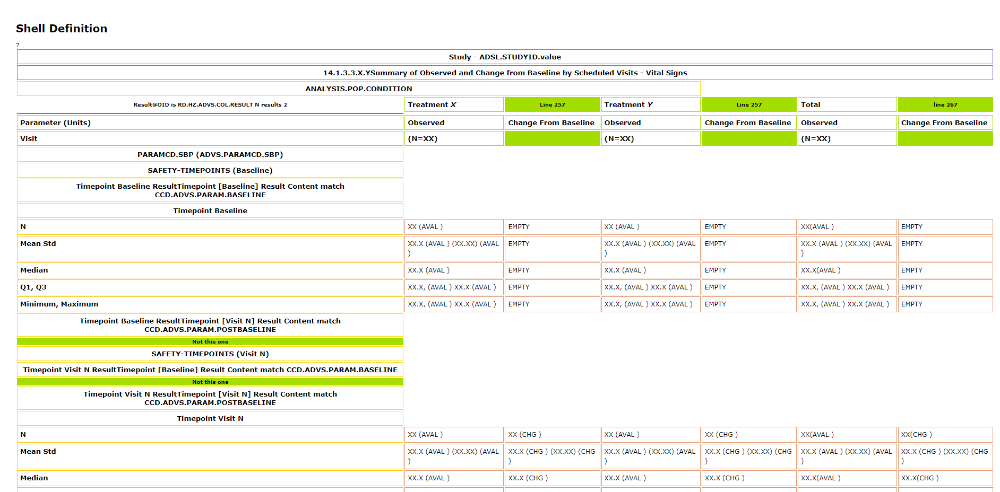 Shell Definition
7
Study - ADSL.STUDYID.value
14.1.3.3.X.YSummary of Observed and Change from Baseline by Scheduled Visits - Vital Signs
ANALYSIS.POP.CONDITION
Result@OID is RD.HZ.ADVS.COL.RESULT N results 2 Treatment X Line 257 Treatment Y Line 257 Total line 267
Parameter (Units) Observed Change From Baseline Observed Change From Baseline Observed Change From Baseline
Visit (N=XX) (N=XX) (N=XX)
PARAMCD.SBP (ADVS.PARAMCD.SBP)
SAFETY-TIMEPOINTS (Baseline)
Timepoint Baseline ResultTimepoint [Baseline] Result Content match
CCD.ADVS.PARAM.BASELINE
Timepoint Baseline
N XX (AVAL ) EMPTY XX (AVAL ) EMPTY XX(AVAL ) EMPTY
Mean Std XX.X (AVAL ) (XX.XX) (AVAL EMPTY XX.X (AVAL ) (XX.XX) (AVAL EMPTY XX.X (AVAL ) (XX.XX) (AVAL EMPTY
) ) )
Median XX.X (AVAL ) EMPTY XX.X (AVAL ) EMPTY XX.X(AVAL ) EMPTY
Q1, Q3 XX.X, (AVAL ) XX.X (AVAL ) EMPTY XX.X, (AVAL ) XX.X (AVAL ) EMPTY XX.X, (AVAL ) XX.X (AVAL ) EMPTY
Minimum, Maximum XX.X, (AVAL ) XX.X (AVAL ) EMPTY XX.X, (AVAL ) XX.X (AVAL ) EMPTY XX.X, (AVAL ) XX.X (AVAL ) EMPTY
Timepoint Baseline ResultTimepoint [Visit N] Result Content match
CCD.ADVS.PARAM.POSTBASELINE
Not this one
SAFETY-TIMEPOINTS (Visit N)
Timepoint Visit N ResultTimepoint [Baseline] Result Content match CCD.ADVS.PARAM.BASELINE
Not this one
Timepoint Visit N ResultTimepoint [Visit N] Result Content match
CCD.ADVS.PARAM.POSTBASELINE
Timepoint Visit N
N XX (AVAL ) XX (CHG ) XX (AVAL ) XX (CHG ) XX(AVAL ) XX(CHG )
Mean Std XX.X (AVAL ) (XX.XX) (AVAL XX.X (CHG ) (XX.XX) (CHG XX.X (AVAL ) (XX.XX) (AVAL XX.X (CHG ) (XX.XX) (CHG XX.X (AVAL ) (XX.XX) (AVAL XX.X (CHG ) (XX.XX) (CHG
) ) ) ) ) )
Median XX.X (AVAL ) XX.X (CHG ) XX.X (AVAL ) XX.X (CHG ) XX.X(AVAL ) XX.X(CHG )